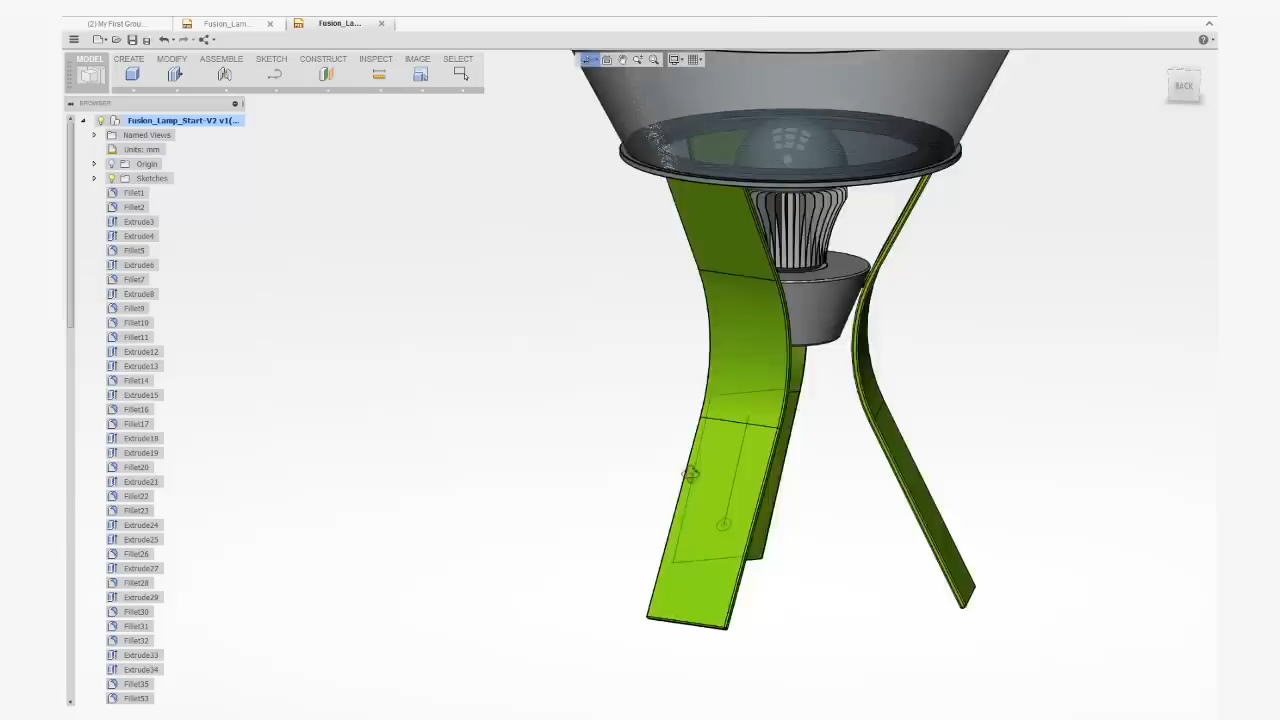 (2) My First Grou... Fusion_Lam... Fusion_La...
MODEL CREATE MODIFY ASSEMBLE SKETCH CONSTRUCT INSPECT IMAGE SELECT
BACK
BROWSER
Fusion_Lamp_Start-V2 v1(...
Named Views
Units: mm
Origin
Sketches
Fillet1
Fillet2
Extrude3
Extrude4
Fillet5
Extrude6
Fillet7
Extrude8
Fillet9
Fillet10
Fillet11
Extrude12
Extrude13
Fillet14
Extrude15
Fillet16
Fillet17
Extrude18
Extrude19
Fillet20
Extrude21
Fillet22
Fillet23
Extrude24
Extrude25
Fillet26
Extrude27
Fillet28
Extrude29
Fillet30
Fillet31
Fillet32
Extrude33
Extrude34
Fillet35
Fillet53